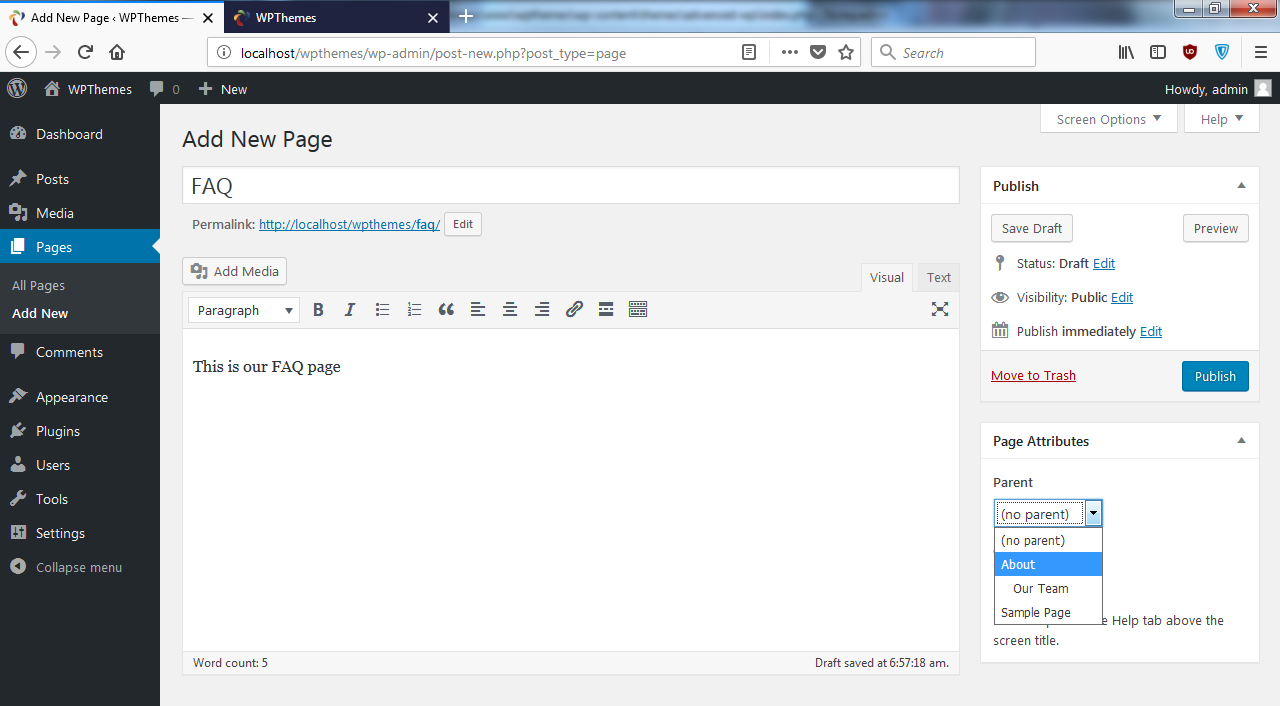 Add New Page ‹ WPThemes —
WPThemes
localhost/wpthemes/wp-admin/post-new.php?post_type=page
Search
WPThemes
0
New
Howdy, admin
Dashboard
Posts
Media
Pages
All Pages
Add New
Comments
Appearance
Plugins
Users
Tools
Settings
Collapse menu
Screen Options
Help
Add New Page
FAQ
Permalink: http://localhost/wpthemes/faq/ Edit
Add Media
Visual Text
Paragraph
B I
This is our FAQ page
Word count: 5
Draft saved at 6:57:18 am.
Publish
Save Draft
Preview
Status: Draft Edit
Visibility: Public Edit
Publish immediately Edit
Move to Trash
Publish
Page Attributes
Parent
(no parent)
(no parent)
About
Our Team
Sample Page
Help tab above the
screen title.